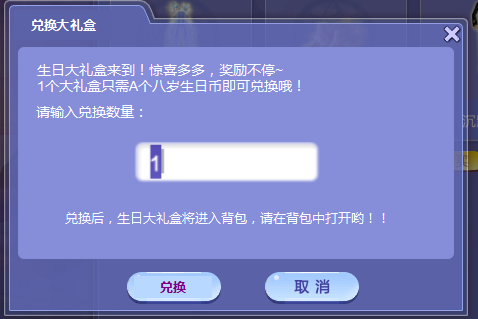 兑换大礼盒
生日大礼盒来到！惊喜多多，奖励不停~
1个大礼盒只需A个八岁生日币即可兑换哦！
请输入兑换数量：
1
兑换后，生日大礼盒将进入背包，请在背包中打开哟！！
兑换
取 消